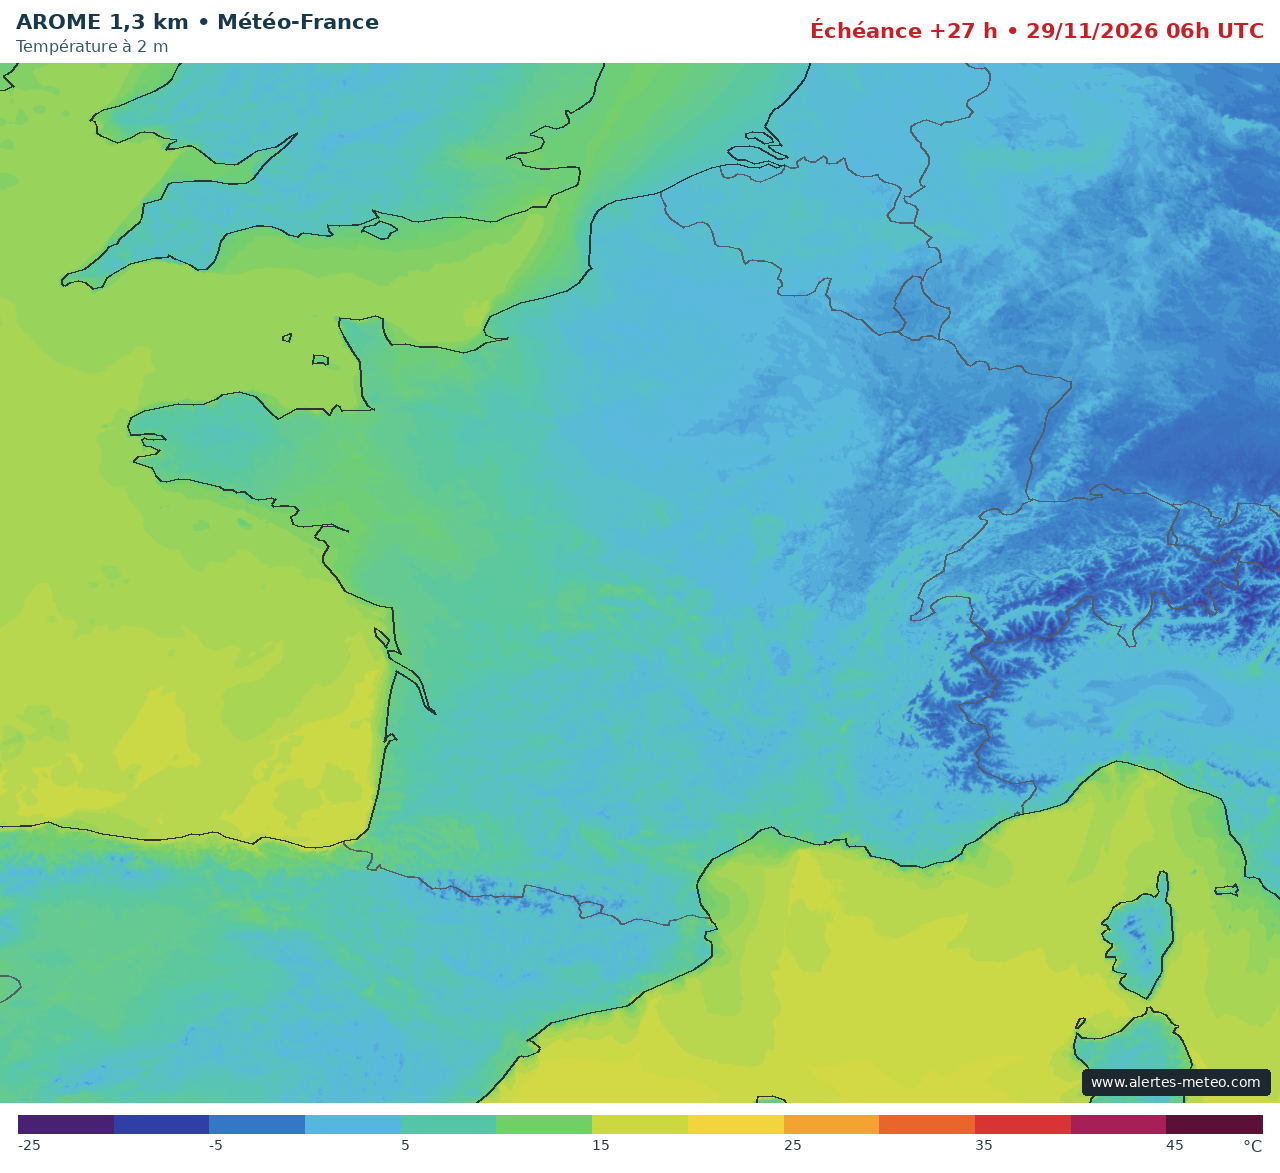 AROME 1,3 km • Météo-France
Température à 2 m
Échéance +27 h • 29/11/2026 06h UTC
www.alertes-meteo.com
-25 -5 5 15 25 35 45 °C